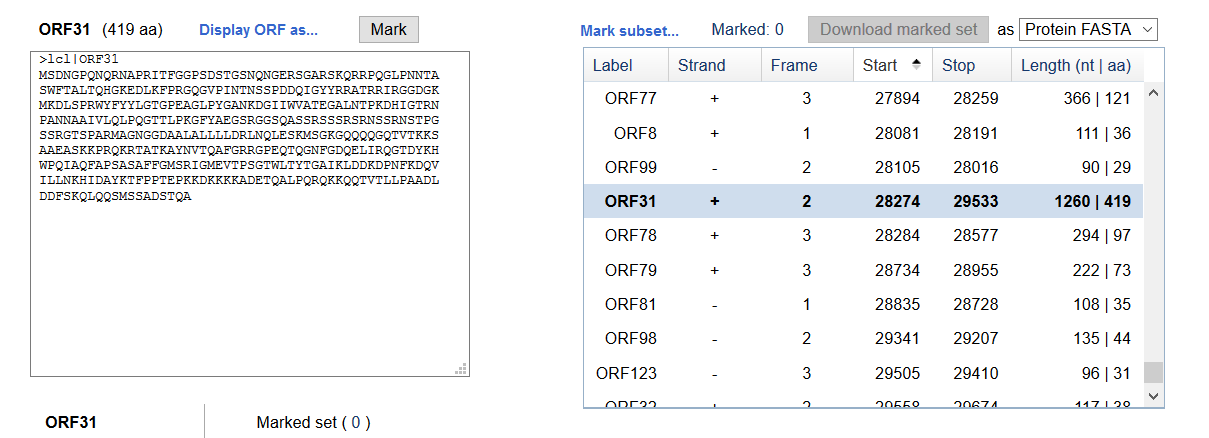 ORF31 (419 aa) Display ORF as... Mark
>lcl|ORF31
MSDNGPQNQRNAPRITFGGPSDSTGSNQNGERSGARSKQRRPQGLPNNTA
SWFTALTQHGKEDLKFPRGQGVPINTNSSPDDQIGYYRRATRRIRGGDGK
MKDLSPRWYFYYLGTGPEAGLPYGANKDGIIWVATEGALNTPKDHIGTRN
PANNAAIVLQLPQGTTLPKGFYAEGSRGGSQASSRSSSRSRNSSRNSTPG
SSRGTSPARMAGNGGDAALALLLLDRLNQLESKMSGKGQQQQGQTVTKKS
AAEASKKPRQKRTATKAYNVTQAFGRRGPEQTQGNFGDQELIRQGTDYKH
WPQIAQFAPSASAFFGMSRIGMEVTPSGTWLTYTGAIKLDDKDPNFKDQV
ILLNKHIDAYKTFPPTEPKKDKKKKADETQALPQRQKKQQTVTLLPAADL
DDFSKQLQQSMSSADSTQA
ORF31 Marked set ( 0 )
Mark subset... Marked: 0 Download marked set as Protein FASTA
Label Strand Frame Start Stop Length (nt | aa)
ORF77 + 3 27894 28259 366 | 121
ORF8 + 1 28081 28191 111 | 36
ORF99 - 2 28105 28016 90 | 29
ORF31 + 2 28274 29533 1260 | 419
ORF78 + 3 28284 28577 294 | 97
ORF79 + 3 28734 28955 222 | 73
ORF81 - 1 28835 28728 108 | 35
ORF98 - 2 29341 29207 135 | 44
ORF123 - 3 29505 29410 96 | 31
ORF32 + 2 29558 29674 117 | 38